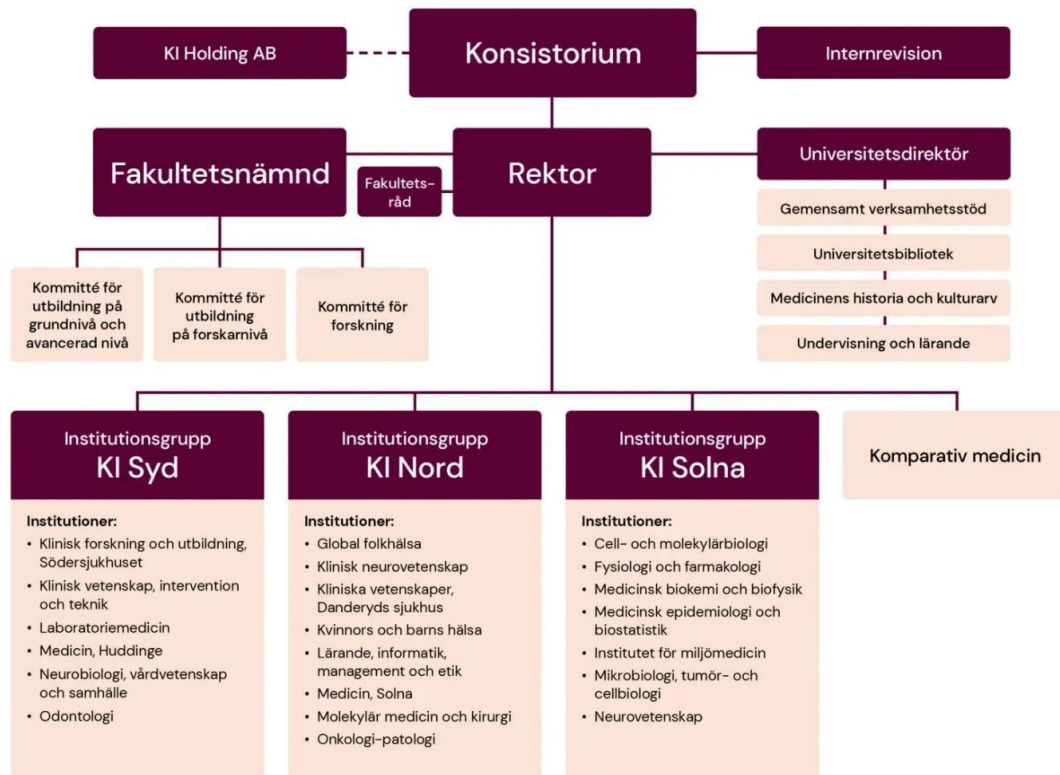 KI Holding AB
Konsistorium
Internrevision
Fakultetsnämnd
Fakultets-
råd
Rektor
Universitetsdirektör
Gemensamt verksamhetsstöd
Universitetsbibliotek
Medicinens historia och kulturarv
Undervisning och lärande
Kommitté för
utbildning på
grundnivå och
avancerad nivå
Kommitté för
utbildning
på forskarnivå
Kommitté för
forskning
Institutionsgrupp
KI Syd
Institutioner:
• Klinisk forskning och utbildning,
Södersjukhuset
• Klinisk vetenskap, intervention
och teknik
• Laboratoriemedicin
• Medicin, Huddinge
• Neurobiologi, vårdvetenskap
och samhälle
• Odontologi
Institutionsgrupp
KI Nord
Institutioner:
• Global folkhälsa
• Klinisk neurovetenskap
• Kliniska vetenskaper,
Danderyds sjukhus
• Kvinnors och barns hälsa
• Lärande, informatik,
management och etik
• Medicin, Solna
• Molekylär medicin och kirurgi
• Onkologi-patologi
Institutionsgrupp
KI Solna
Institutioner:
• Cell- och molekylärbiologi
• Fysiologi och farmakologi
• Medicinsk biokemi och biofysik
• Medicinsk epidemiologi och
biostatistik
• Institutet för miljömedicin
• Mikrobiologi, tumör- och
cellbiologi
• Neurovetenskap
Komparativ medicin